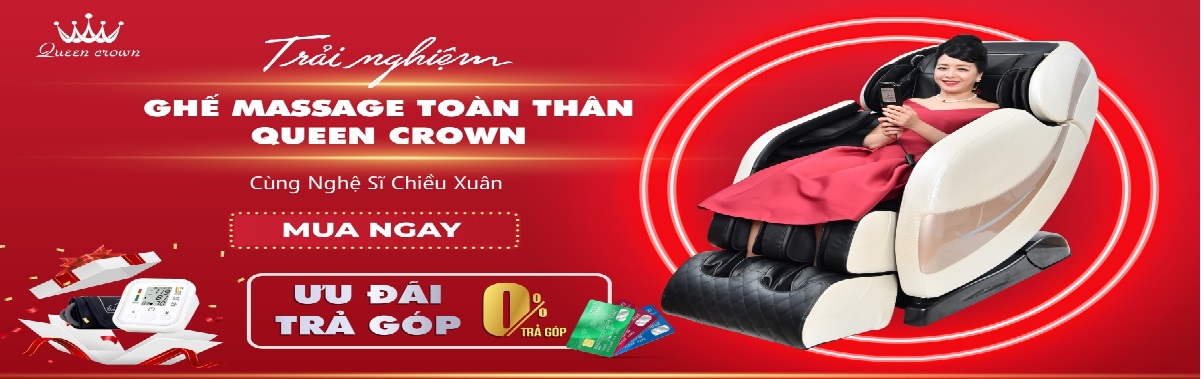 Queen crown
Trải nghiệm
GHẾ MASSAGE TOÀN THÂN
QUEEN CROWN
Cùng Nghệ Sĩ Chiều Xuân
MUA NGAY
ƯU ĐÃI
TRẢ GÓP
0%
TRẢ GÓP